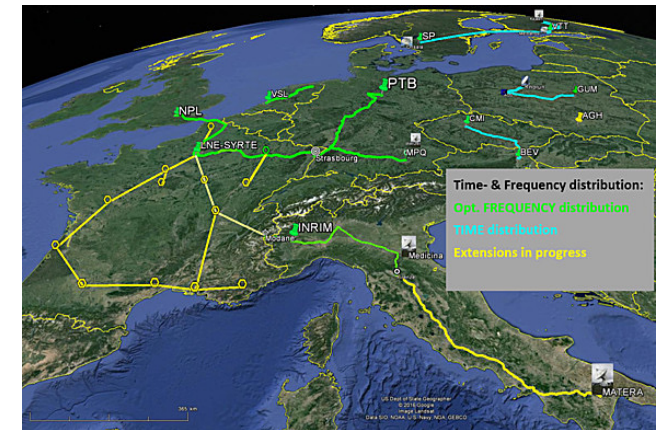 SP
VTT
NPL
VSL
PTB
GUM
AGH
CMI
LNE-SYRTE
Strasbourg
MPQ
BEV
Time- & Frequency distribution:
Opt. FREQUENCY distribution
TIME distribution
Extensions in progress
INRIM
Modane
Medicina
MATERA
US Dept of State Geographer
© 2016 Google
Image Landsat
Data SIO, NOAA, U.S. Navy, NGA, GEBCO
365 km